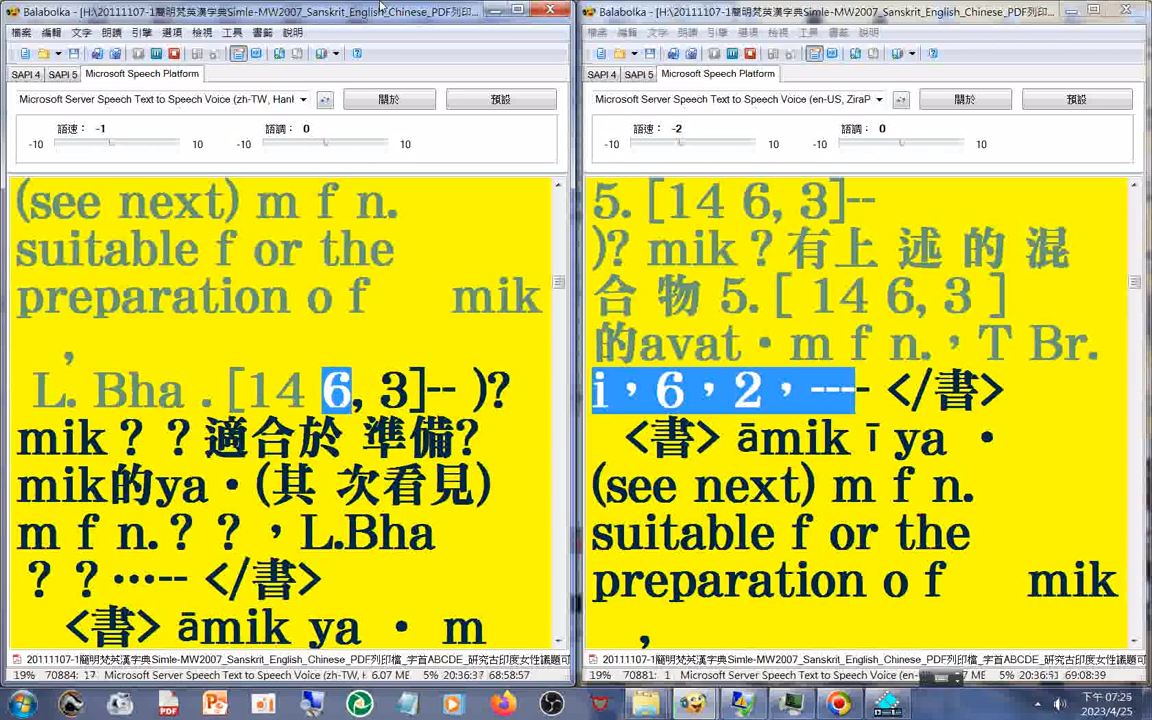 Balabolka - [H:\20111107-1簡明梵英漢字典Simle-MW2007_Sanskrit_English_Chinese_PDF列印...
檔案 編輯 文字 朗讀 引擎 選項 檢視 工具 書籤 說明
SAPI 4 SAPI 5 Microsoft Speech Platform
Microsoft Server Speech Text to Speech Voice (zh-TW, Hanl
關於 預設
語速： -1 語調： 0
-10 10 -10 10
(see next) m f n.
suitable f or the
preparation o f mik
,
L. Bha . [14 6, 3]-- )?
mik？？適合於 準備?
mik的ya‧(其 次看見)
m f n.？？，L.Bha
？？…-- </書>
<書> āmik ya ‧ m
20111107-1簡明梵英漢字典Simle-MW2007_Sanskrit_English_Chinese_PDF列印檔_字首ABCDE_研究古印度女性議題可
19% 70884: 17 Microsoft Server Speech Text to Speech Voice (zh-TW, H 6.07 ME 5% 20:36:37 68:58:57
Balabolka - [H:\20111107-1簡明梵英漢字典Simle-MW2007_Sanskrit_English_Chinese_PDF列印...
檔案 編輯 文字 朗讀 引擎 選項 檢視 工具 書籤 說明
SAPI 4 SAPI 5 Microsoft Speech Platform
Microsoft Server Speech Text to Speech Voice (en-US, ZiraP
關於 預設
語速： -2 語調： 0
-10 10 -10 10
5. [14 6, 3]--
)? mik？有上 述 的 混
合 物 5. [ 14 6, 3 ]
的avat‧m f n.，T Br.
i，6，2，---- </書>
<書> āmik ī ya ‧
(see next) m f n.
suitable f or the
preparation o f mik
,
20111107-1簡明梵英漢字典Simle-MW2007_Sanskrit_English_Chinese_PDF列印檔_字首ABCDE_研究古印度女性議題可
19% 70881: 1 Microsoft Server Speech Text to Speech Voice 5% 20:36:51 69:08:39
下午 07:25
2023/4/25